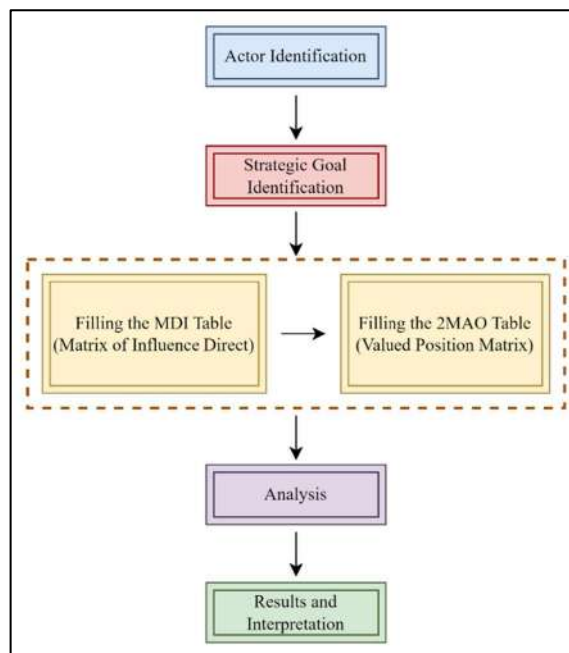 Actor Identification
Strategic Goal
Identification
Filling the MDI Table
(Matrix of Influence Direct)
Filling the 2MAO Table
(Valued Position Matrix)
Analysis
Results and
Interpretation